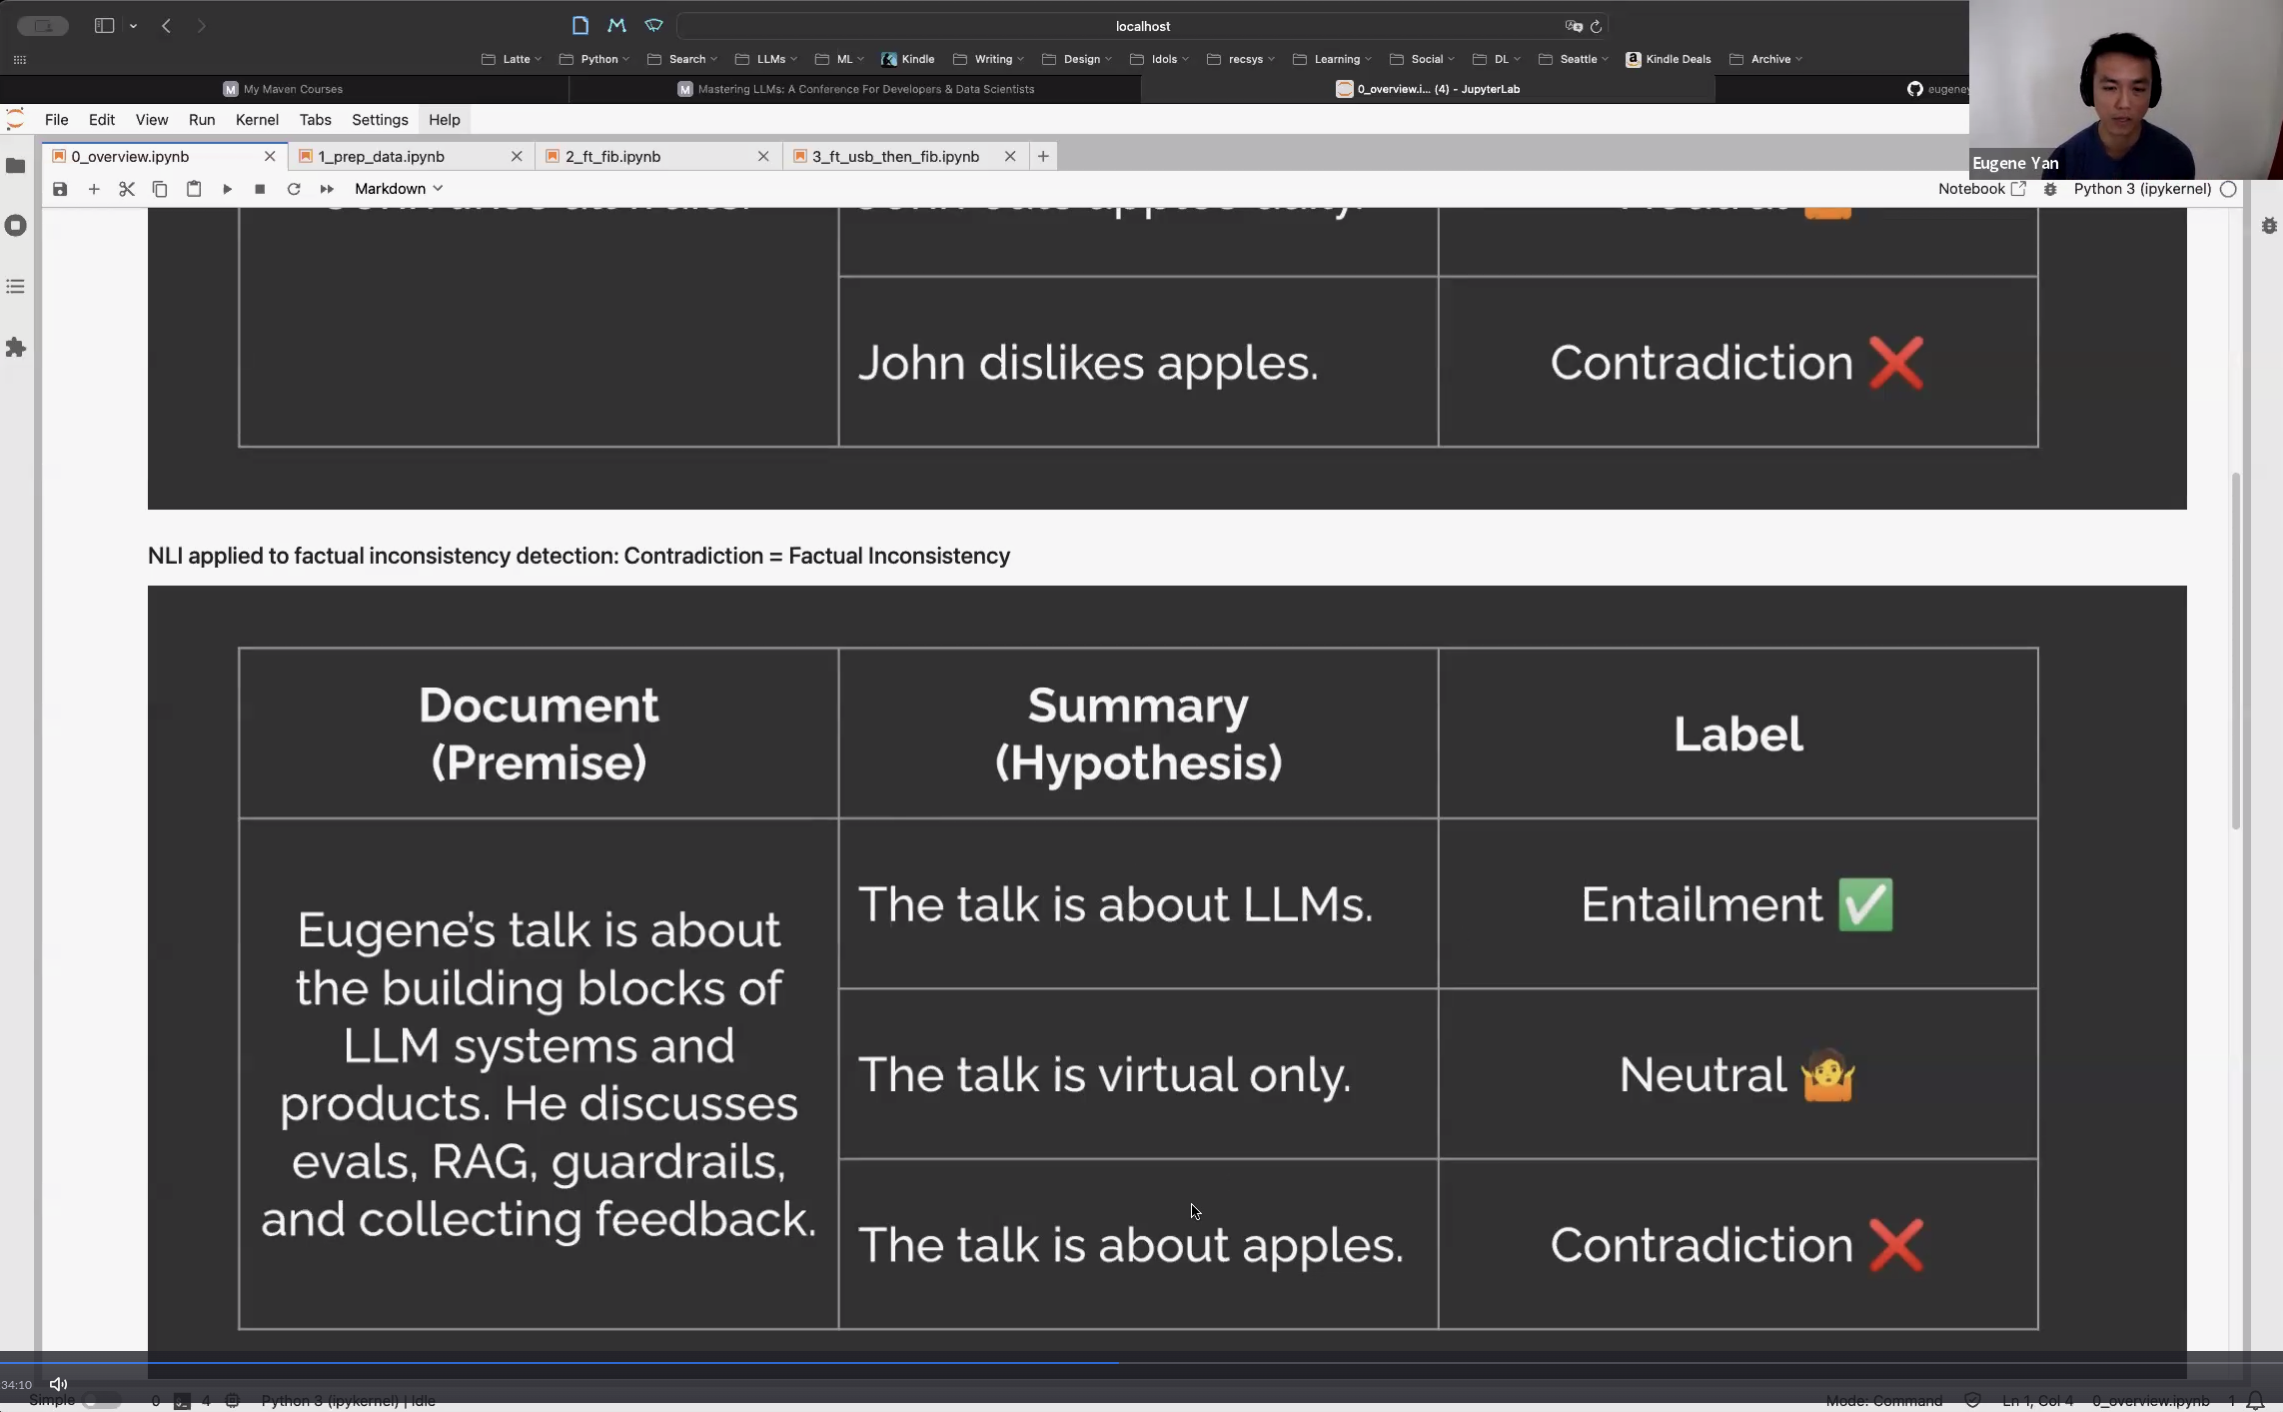 localhost
Latte
Python
Search
LLMs
ML
Kindle
Writing
Design
Idols
recsys
Learning
Social
DL
Seattle
Kindle Deals
Archive
My Maven Courses
Mastering LLMs: A Conference For Developers & Data Scientists
0_overview.i... (4) - JupyterLab
eugeney
File Edit View Run Kernel Tabs Settings Help
Eugene Yan
0_overview.ipynb
1_prep_data.ipynb
2_ft_fib.ipynb
3_ft_usb_then_fib.ipynb
Markdown
Notebook
Python 3 (ipykernel)
John dislikes apples.
Contradiction ❌
NLI applied to factual inconsistency detection: Contradiction = Factual Inconsistency
Document
(Premise)
Summary
(Hypothesis)
Label
Eugene’s talk is about
the building blocks of
LLM systems and
products. He discusses
evals, RAG, guardrails,
and collecting feedback.
The talk is about LLMs.
Entailment ✅
The talk is virtual only.
Neutral 🤷
The talk is about apples.
Contradiction ❌
34:10
Simple
0
4
Python 3 (ipykernel) | Idle
Mode: Command
Ln 1, Col 4
0_overview.ipynb
1